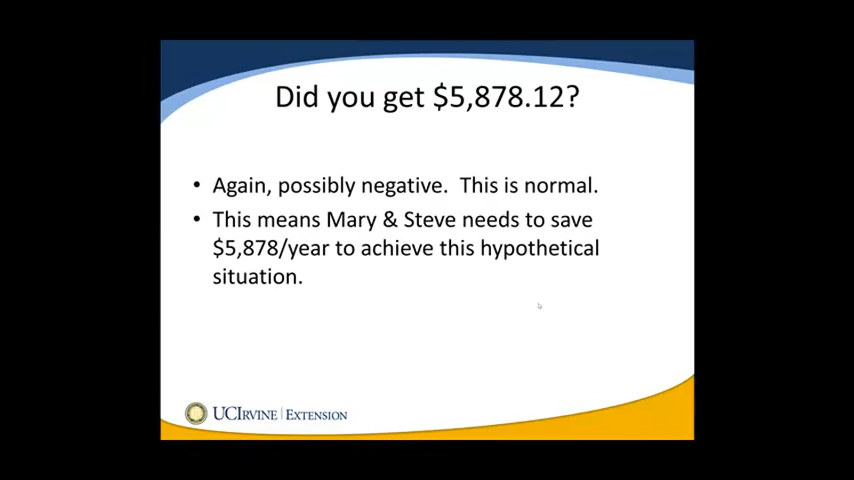 Did you get $5,878.12?
• Again, possibly negative. This is normal.
• This means Mary & Steve needs to save
$5,878/year to achieve this hypothetical
situation.
UCIRVINE | EXTENSION